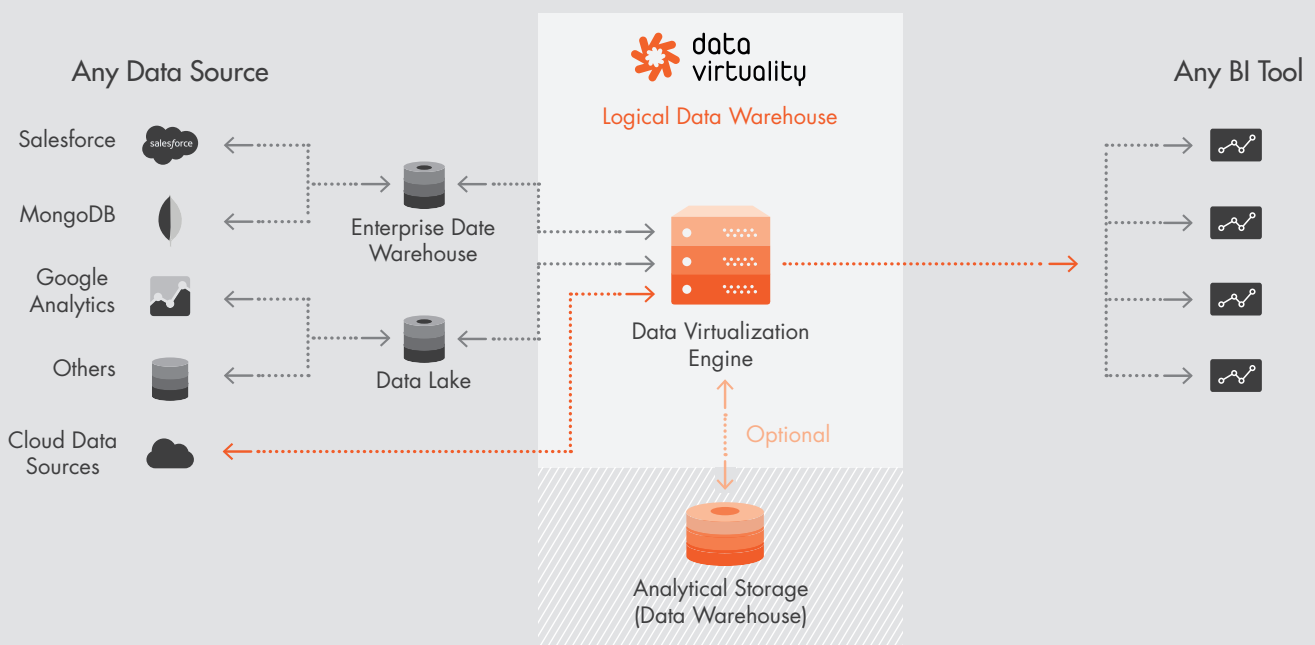 data
virtuality
Logical Data Warehouse
Any Data Source
Salesforce
salesforce
MongoDB
Google
Analytics
Others
Cloud Data
Sources
Enterprise Date
Warehouse
Data Lake
Data Virtualization
Engine
Optional
Analytical Storage
(Data Warehouse)
Any BI Tool